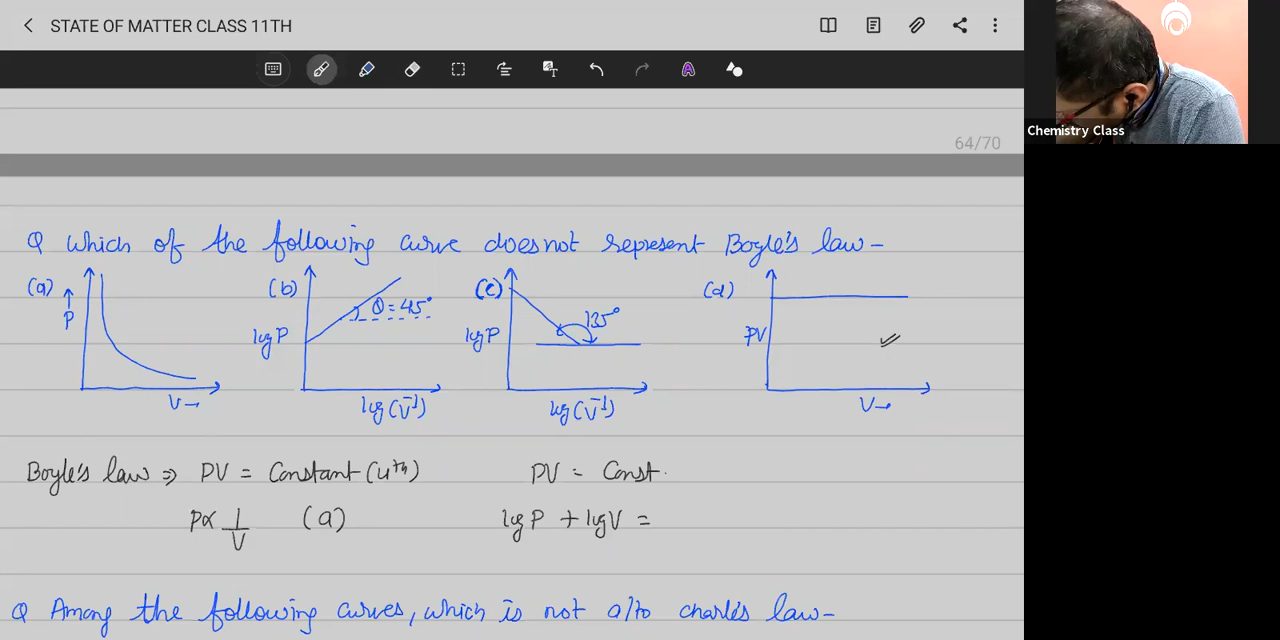 STATE OF MATTER CLASS 11TH
Chemistry Class
64/70
Q Which of the following curve does not represent Boyle's law -
(a) ↑ P V →
(b) log P θ = 45° log (V⁻¹)
(c) log P 135° log (V⁻¹)
(d) PV V →
Boyle's law ⇒ PV = Constant (4th) PV = Const.
P ∝ 1/V (a) log P + log V =
Q Among the following curves, which is not a/to charle's law -